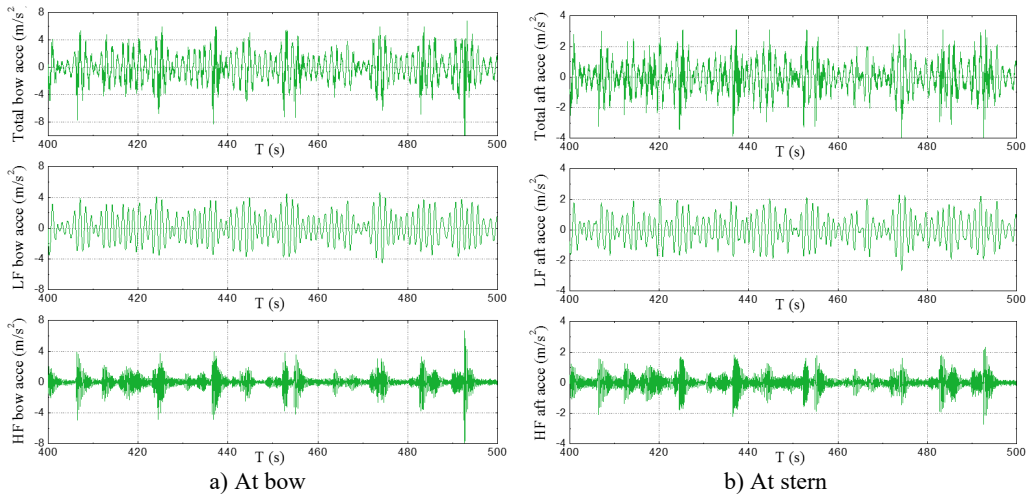 Total bow acce (m/s²)
8
4
0
-4
-8
-10
400 420 440 460 480 500
T (s)
LF bow acce (m/s²)
8
4
0
-4
-8
400 420 440 460 480 500
T (s)
HF bow acce (m/s²)
8
4
0
-4
-8
400 420 440 460 480 500
T (s)
a) At bow
Total aft acce (m/s²)
4
2
0
-2
-4
400 420 440 460 480 500
T (s)
LF aft acce (m/s²)
4
2
0
-2
-4
400 420 440 460 480 500
T (s)
HF aft acce (m/s²)
4
2
0
-2
-4
400 420 440 460 480 500
T (s)
b) At stern